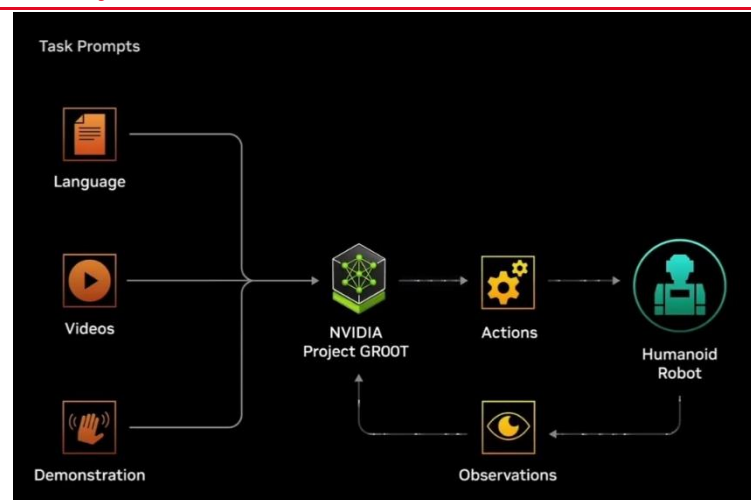 Task Prompts
Language
Videos
Demonstration
NVIDIA
Project GR00T
Actions
Observations
Humanoid
Robot